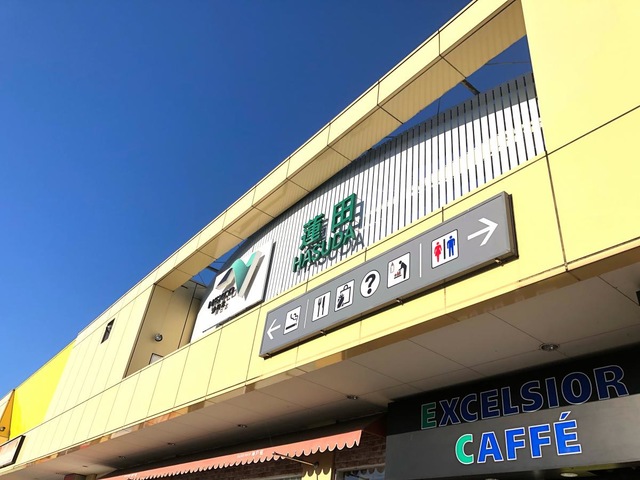 蓮田
HASUDA
?
EXCELSIOR
CAFFÉ